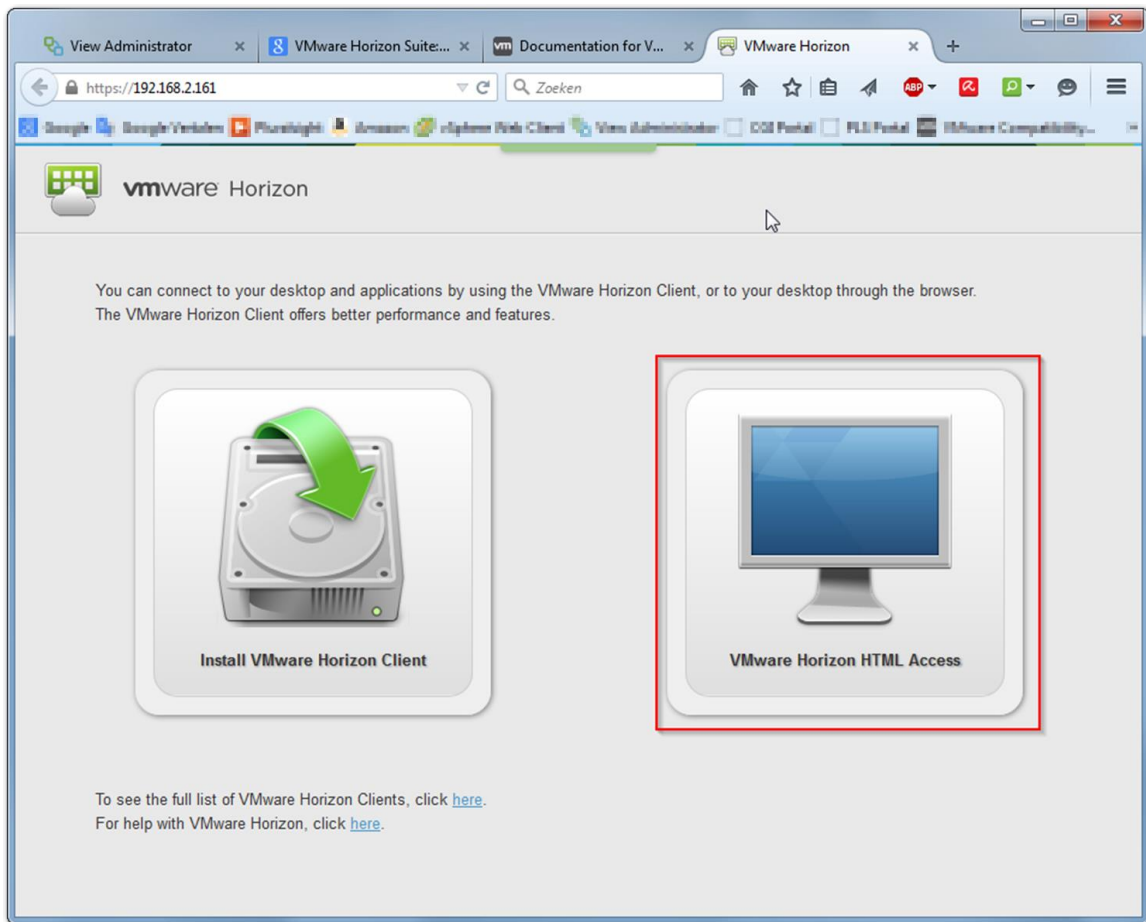 View Administrator
VMware Horizon Suite:...
vm
Documentation for V...
VMware Horizon
https://192.168.2.161
Zoeken
ABP
vmware Horizon
You can connect to your desktop and applications by using the VMware Horizon Client, or to your desktop through the browser.
The VMware Horizon Client offers better performance and features.
Install VMware Horizon Client
VMware Horizon HTML Access
To see the full list of VMware Horizon Clients, click here.
For help with VMware Horizon, click here.